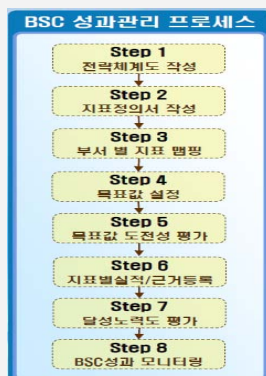 BSC 성과관리 프로세스
Step 1
전략체계도 작성
Step 2
지표정의서 작성
Step 3
부서 별 지표 맵핑
Step 4
목표값 설정
Step 5
목표값 도전성 평가
Step 6
지표별실적/근거등록
Step 7
달성노력도 평가
Step 8
BSC성과 모니터링